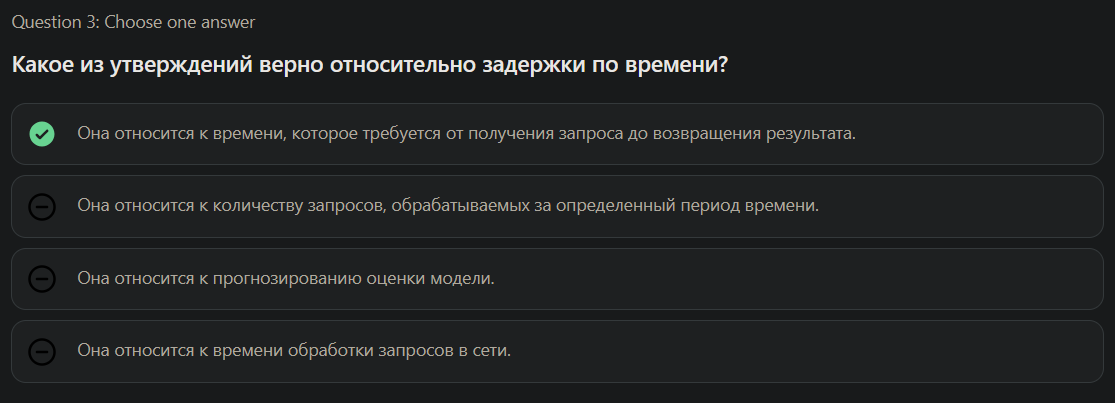 Question 3: Choose one answer
Какое из утверждений верно относительно задержки по времени?
Она относится к времени, которое требуется от получения запроса до возвращения результата.
Она относится к количеству запросов, обрабатываемых за определенный период времени.
Она относится к прогнозированию оценки модели.
Она относится к времени обработки запросов в сети.